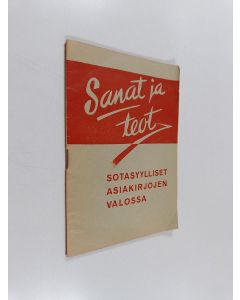 Sanat ja
teot
SOTASYYLLISET
ASIAKIRJOJEN
VALOSSA